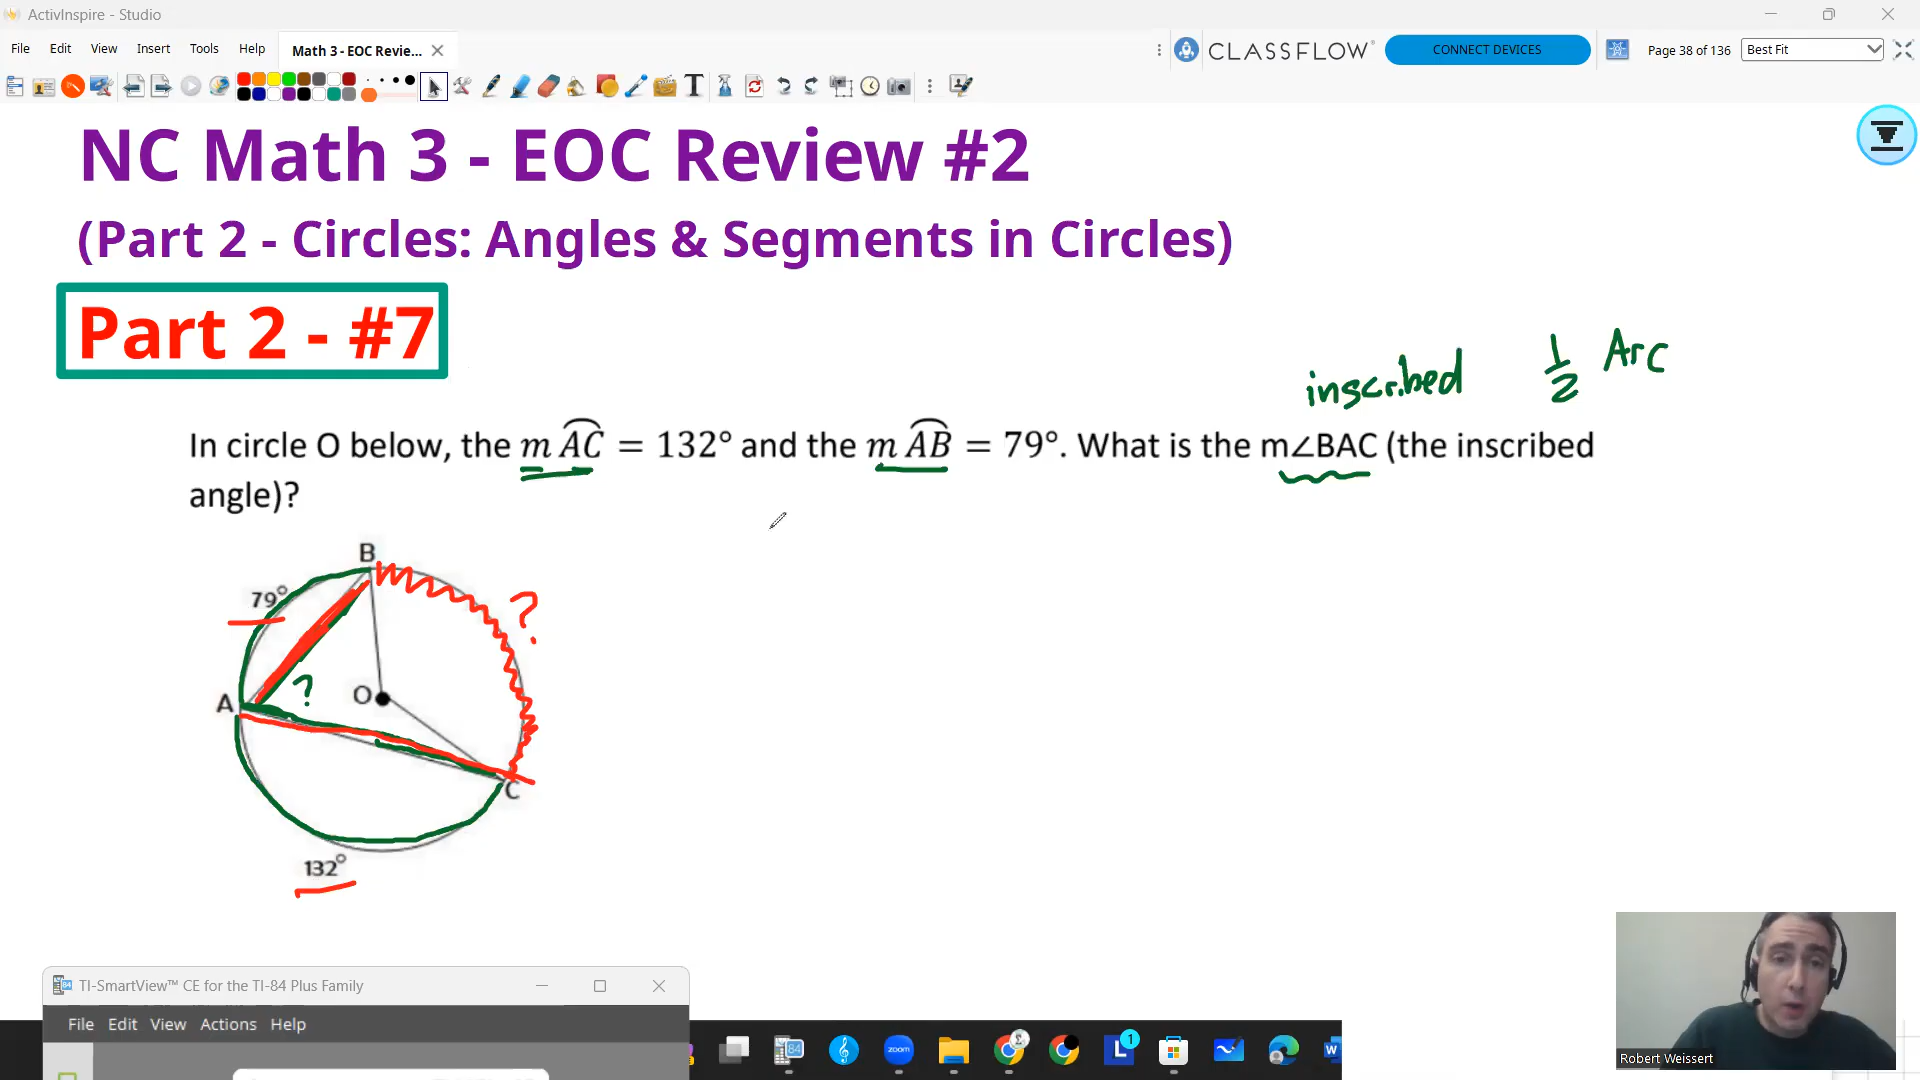 ActivInspire - Studio
File Edit View Insert Tools Help Math 3 - EOC Revie... CLASSFLOW CONNECT DEVICES Page 38 of 136 Best Fit
NC Math 3 - EOC Review #2
(Part 2 - Circles: Angles & Segments in Circles)
Part 2 - #7
inscribed 1/2 Arc
In circle O below, the m AC = 132° and the m AB = 79°. What is the m∠BAC (the inscribed
angle)?
B
79°
?
?
A
O
C
132°
84 TI-SmartView™ CE for the TI-84 Plus Family
File Edit View Actions Help
84 zoom Σ L 1 W
Robert Weissert